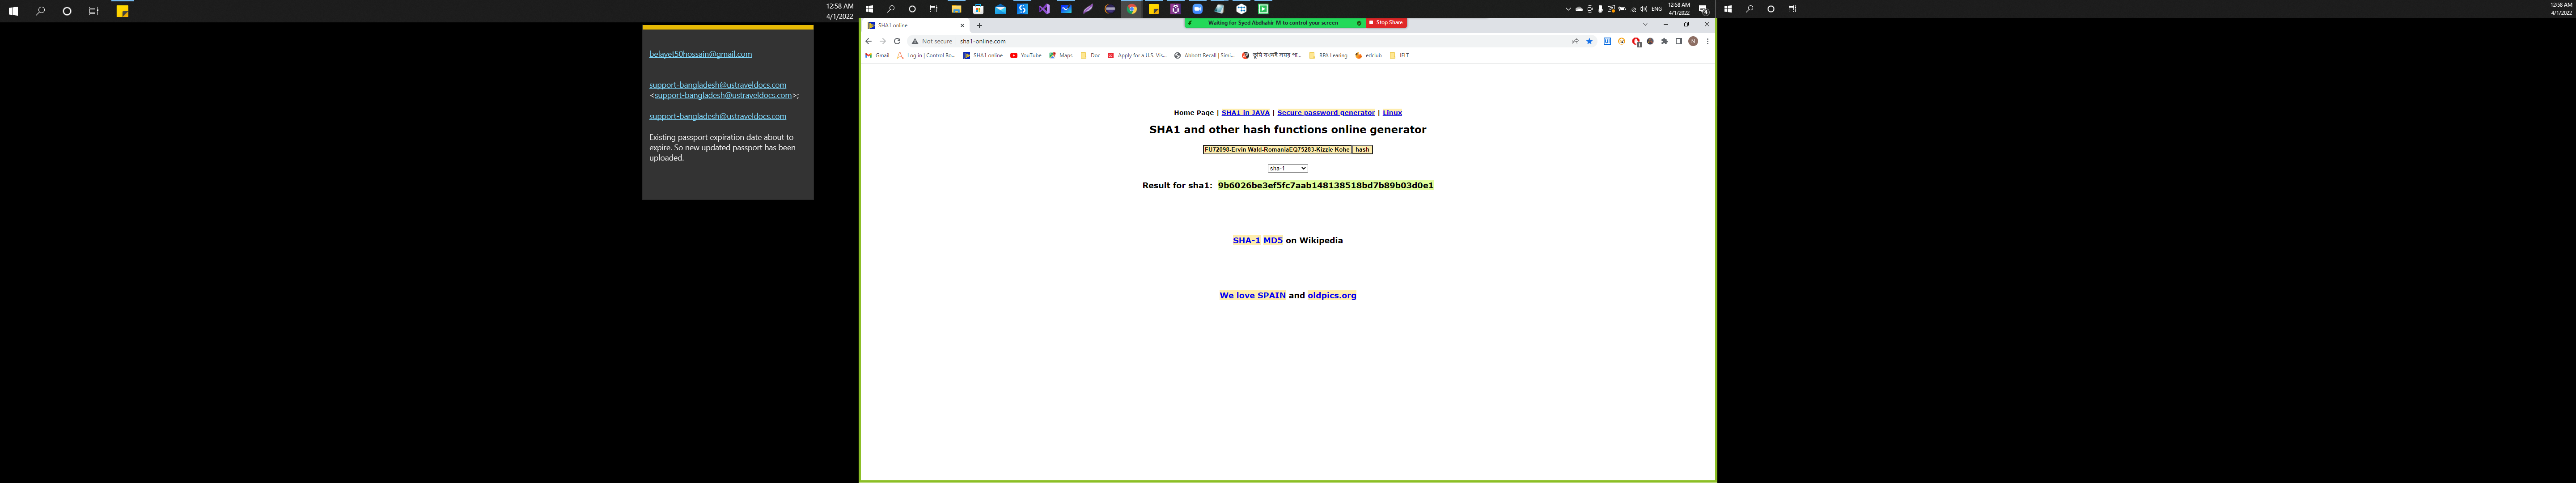 12:58 AM
4/1/2022
belayet50hossain@gmail.com
support-bangladesh@ustraveldocs.com
<support-bangladesh@ustraveldocs.com>;
support-bangladesh@ustraveldocs.com
Existing passport expiration date about to
expire. So new updated passport has been
uploaded.
ENG
12:58 AM
4/1/2022
Waiting for Syed Abdhahir M to control your screen
Stop Share
SHA1 online
Not secure | sha1-online.com
Gmail
Log in | Control Ro...
SHA1 online
YouTube
Maps
Doc
Apply for a U.S. Vis...
Abbott Recall | Simi...
তুমি যখনই সময় পা...
RPA Learing
edclub
IELT
Home Page | SHA1 in JAVA | Secure password generator | Linux
SHA1 and other hash functions online generator
FU72098-Ervin Wald-RomaniaEQ75283-Kizzie Kohe
hash
sha-1
Result for sha1: 9b6026be3ef5fc7aab148138518bd7b89b03d0e1
SHA-1 MD5 on Wikipedia
We love SPAIN and oldpics.org
12:58 AM
4/1/2022